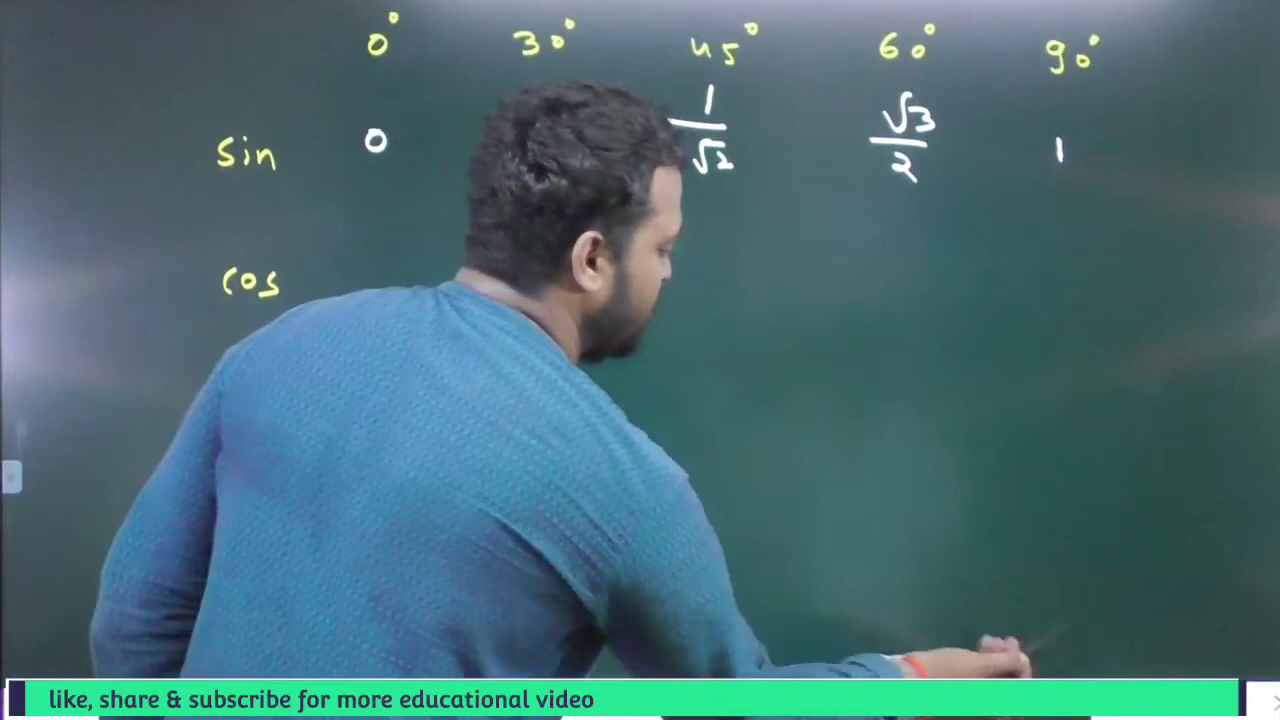 0° 30° 45° 60° 90°
sin 0 1/√2 √3/2 1
cos
like, share & subscribe for more educational video